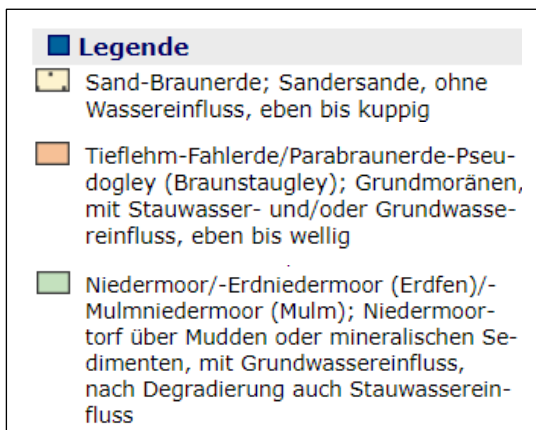 Legende
Sand-Braunerde; Sandersande, ohne
Wassereinfluss, eben bis kuppig
Tieflehm-Fahlerde/Parabraunerde-Pseu-
dogley (Braunstaugley); Grundmoränen,
mit Stauwasser- und/oder Grundwasse-
reinfluss, eben bis wellig
Niedermoor/-Erdniedermoor (Erdfen)/-
Mulmniedermoor (Mulm); Niedermoor-
torf über Mudden oder mineralischen Se-
dimenten, mit Grundwassereinfluss,
nach Degradierung auch Stauwasserein-
fluss